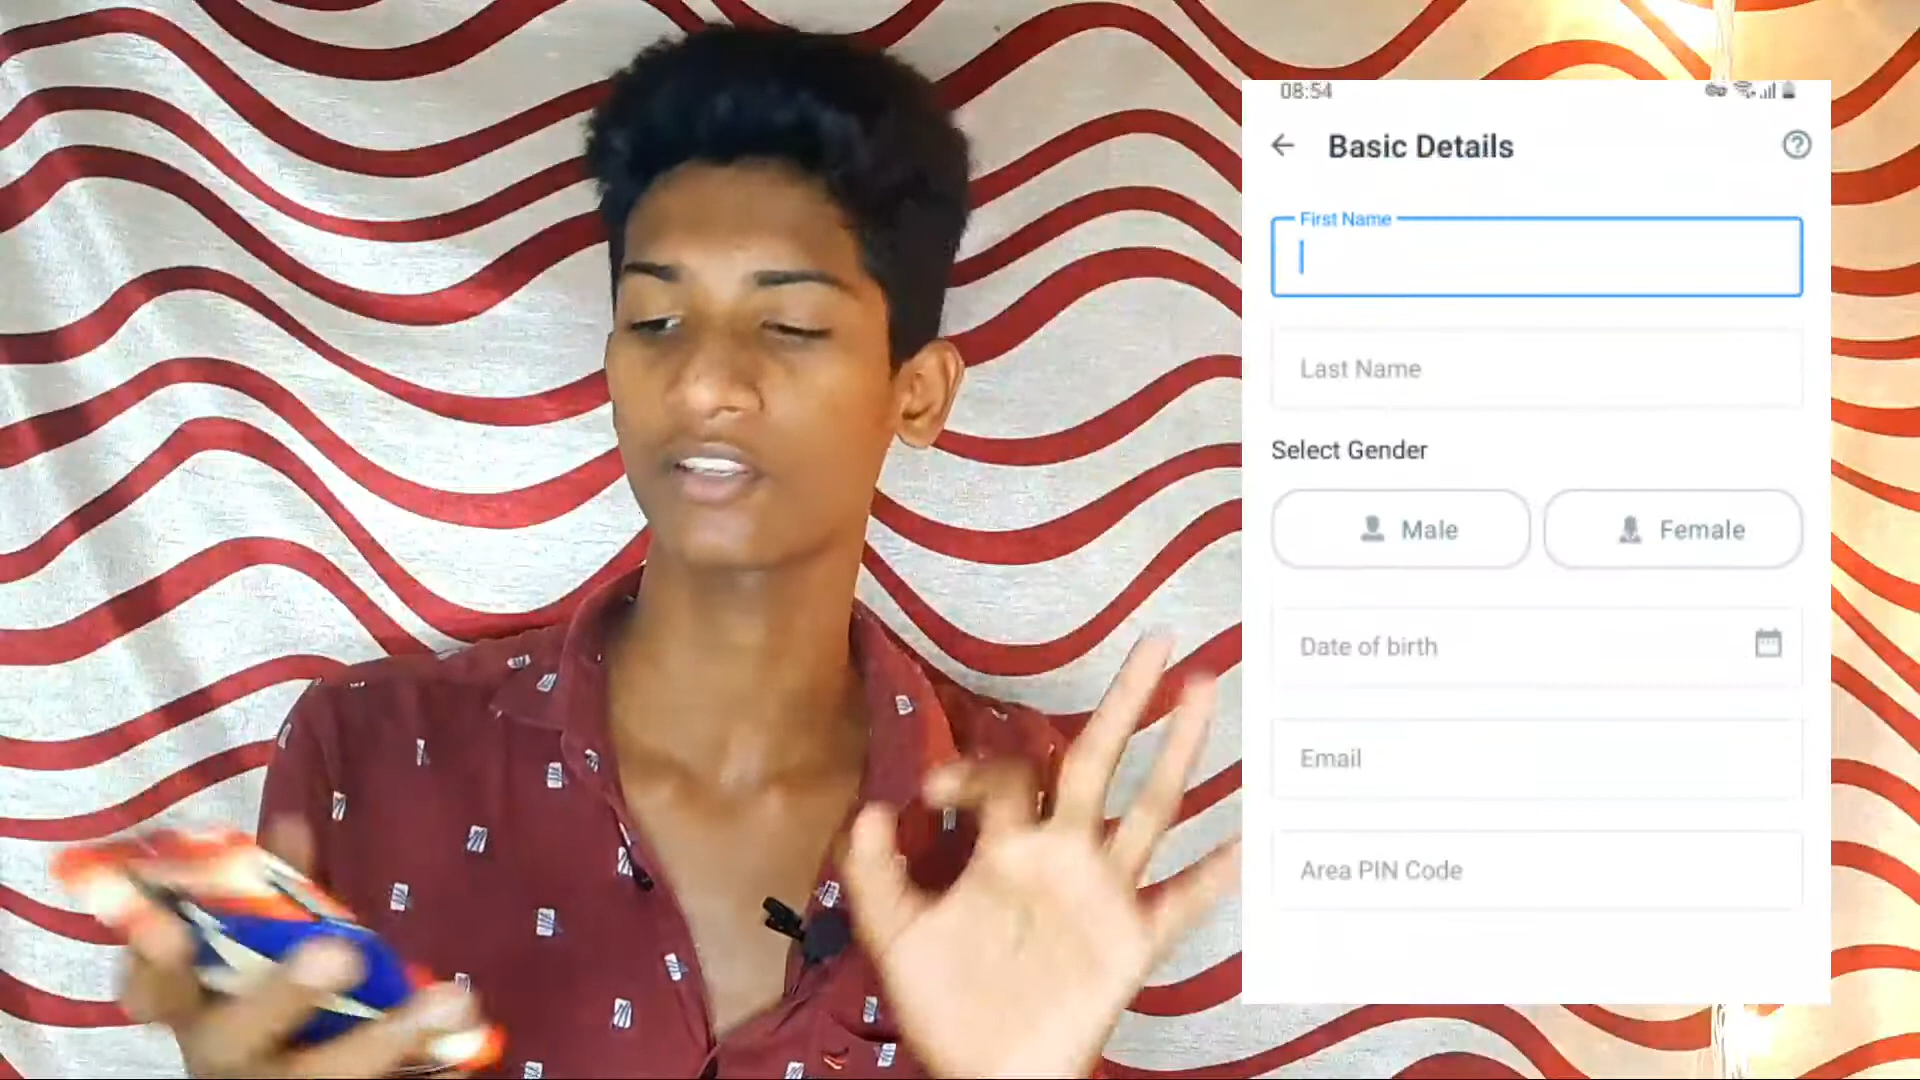 08:54
Basic Details
First Name
Last Name
Select Gender
Male Female
Date of birth
Email
Area PIN Code